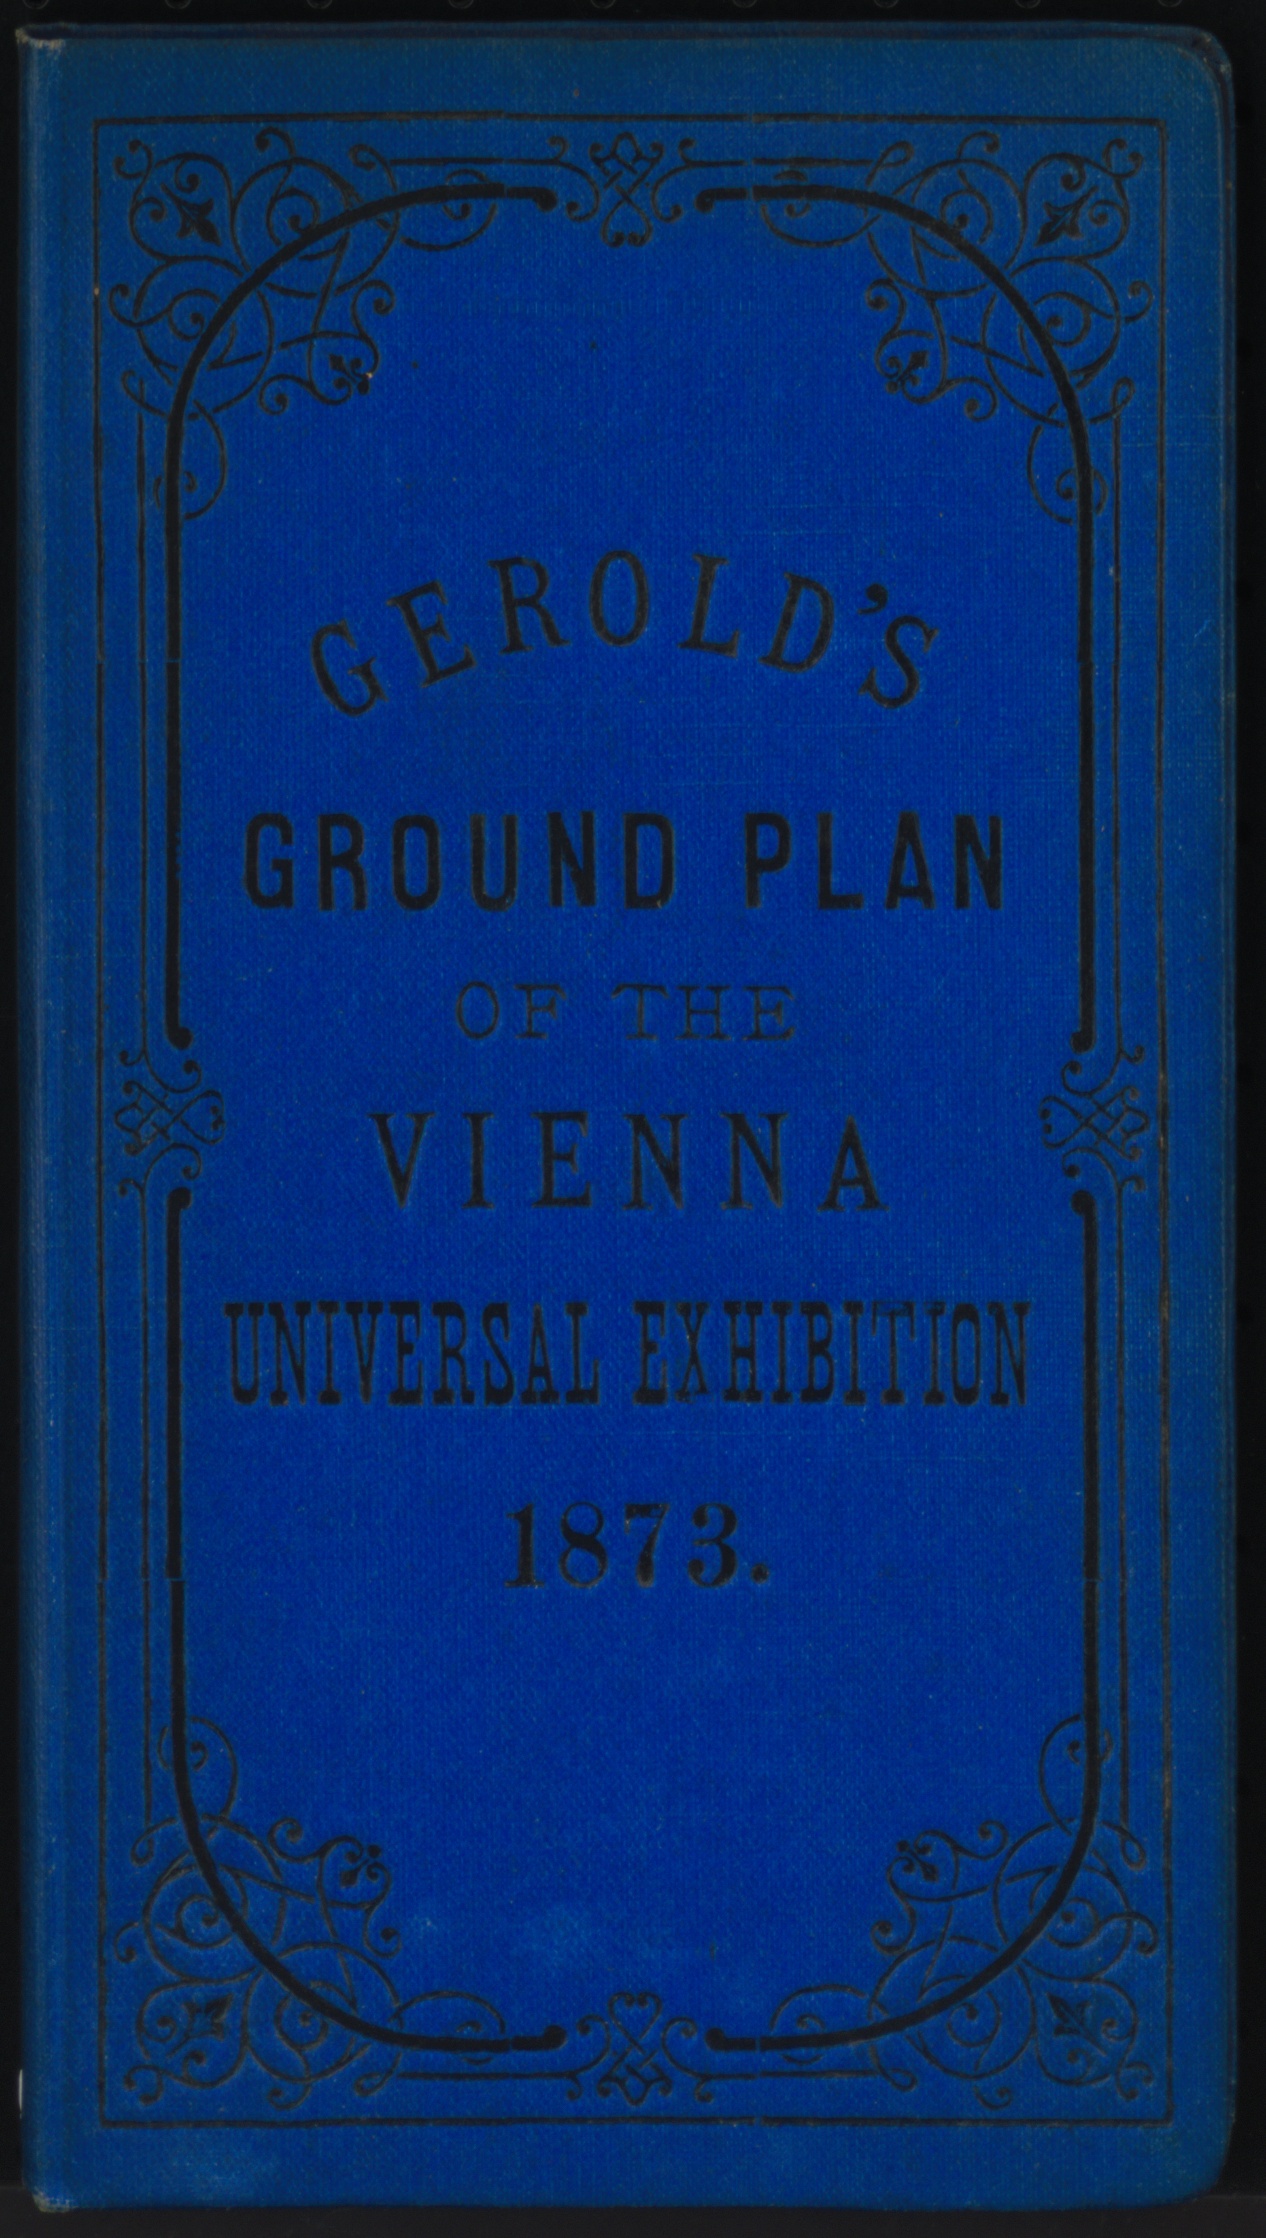 GEROLD'S
GROUND PLAN
OF THE
VIENNA
UNIVERSAL EXHIBITION
1873.